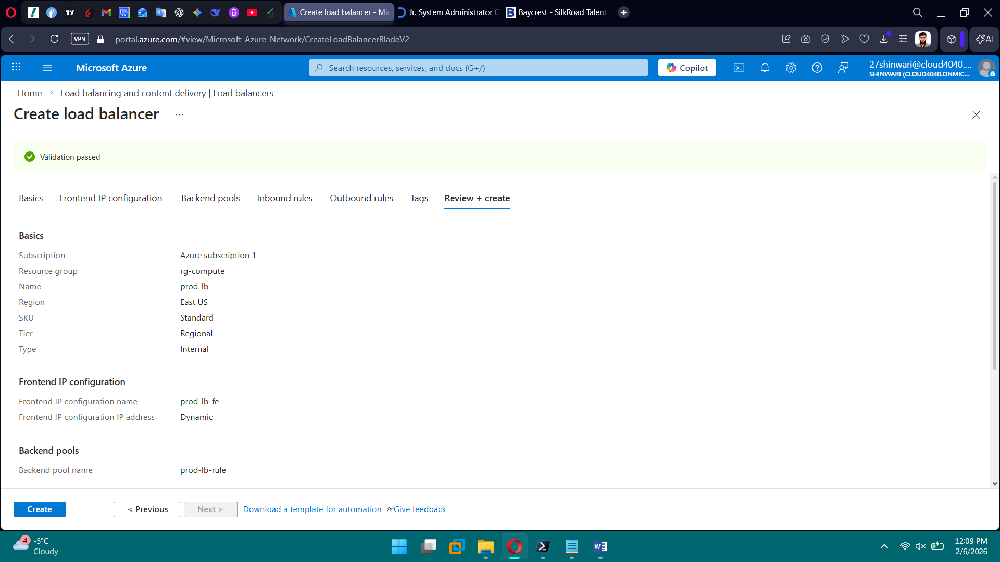 Create load balancer - Mic
Jr. System Administrator C
Baycrest - SilkRoad Talent
VPN
portal.azure.com/#view/Microsoft_Azure_Network/CreateLoadBalancerBladeV2
AI
Microsoft Azure
Search resources, services, and docs (G+/)
Copilot
27shinwari@cloud4040....
SHINWARI (CLOUD4040.ONMIC...
Home
Load balancing and content delivery | Load balancers
Create load balancer
...
Validation passed
Basics
Frontend IP configuration
Backend pools
Inbound rules
Outbound rules
Tags
Review + create
Basics
Subscription
Azure subscription 1
Resource group
rg-compute
Name
prod-lb
Region
East US
SKU
Standard
Tier
Regional
Type
Internal
Frontend IP configuration
Frontend IP configuration name
prod-lb-fe
Frontend IP configuration IP address
Dynamic
Backend pools
Backend pool name
prod-lb-rule
Create
< Previous
Next >
Download a template for automation
Give feedback
4
-5°C
Cloudy
12:09 PM
2/6/2026